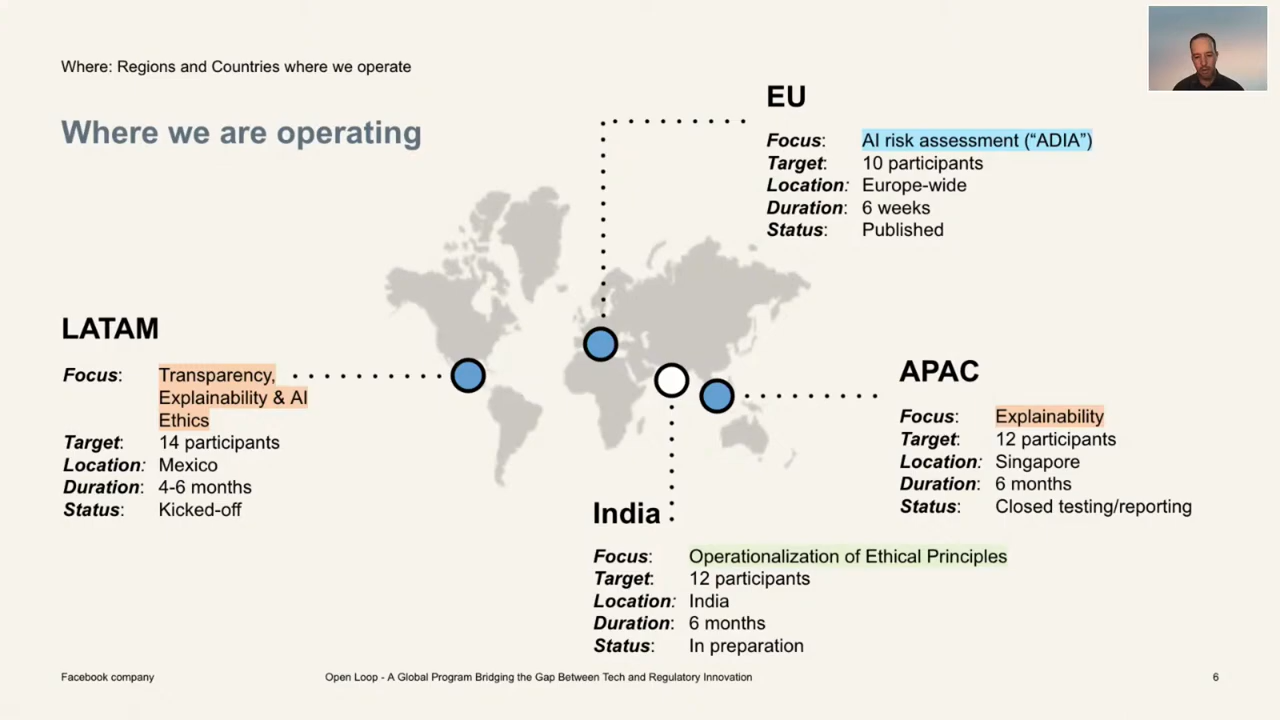 Where: Regions and Countries where we operate
Where we are operating
EU
Focus: AI risk assessment (“ADIA”)
Target: 10 participants
Location: Europe-wide
Duration: 6 weeks
Status: Published
LATAM
Focus: Transparency,
Explainability & AI
Ethics
Target: 14 participants
Location: Mexico
Duration: 4-6 months
Status: Kicked-off
APAC
Focus: Explainability
Target: 12 participants
Location: Singapore
Duration: 6 months
Status: Closed testing/reporting
India
Focus: Operationalization of Ethical Principles
Target: 12 participants
Location: India
Duration: 6 months
Status: In preparation
Facebook company
Open Loop - A Global Program Bridging the Gap Between Tech and Regulatory Innovation
6